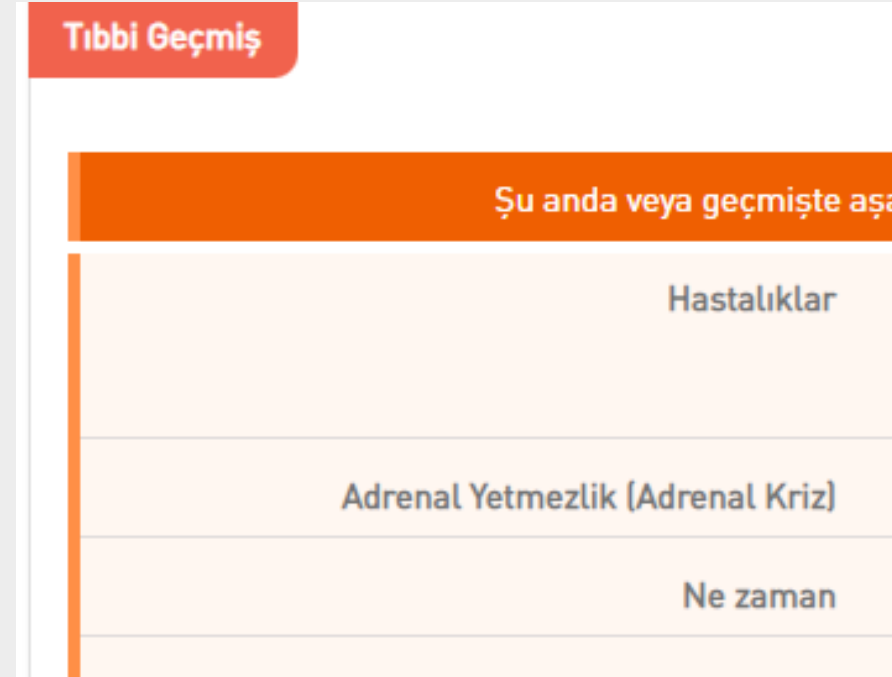 Tıbbi Geçmiş
Şu anda veya geçmişte
Hastalıklar
Adrenal Yetmezlik (Adrenal Kriz)
Ne zaman